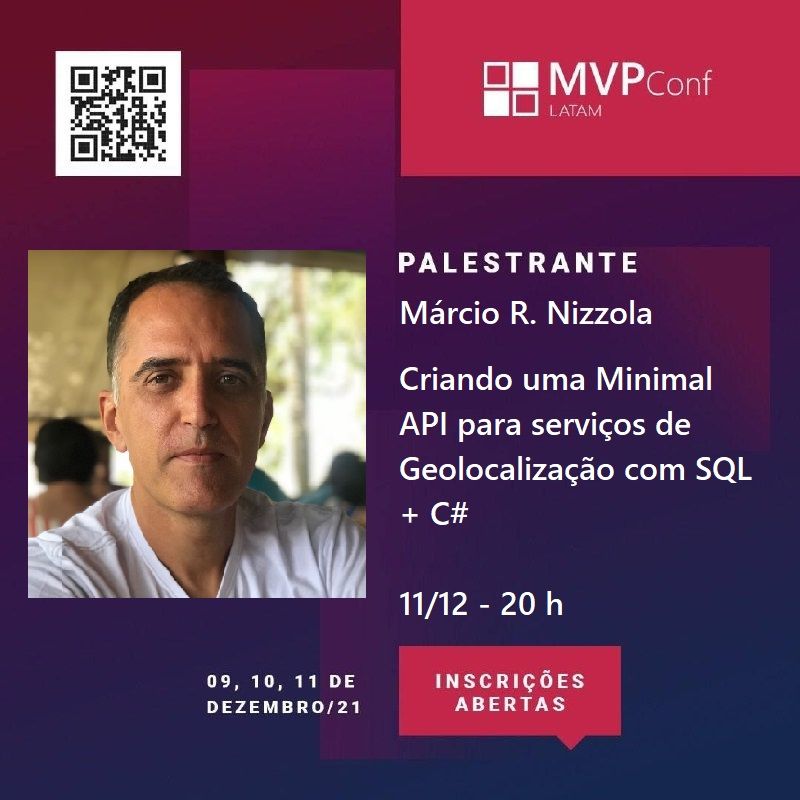 MVPConf
LATAM
PALESTRANTE
Márcio R. Nizzola
Criando uma Minimal
API para serviços de
Geolocalização com SQL
+ C#
11/12 - 20 h
09, 10, 11 DE
DEZEMBRO/21
INSCRIÇÕES
ABERTAS